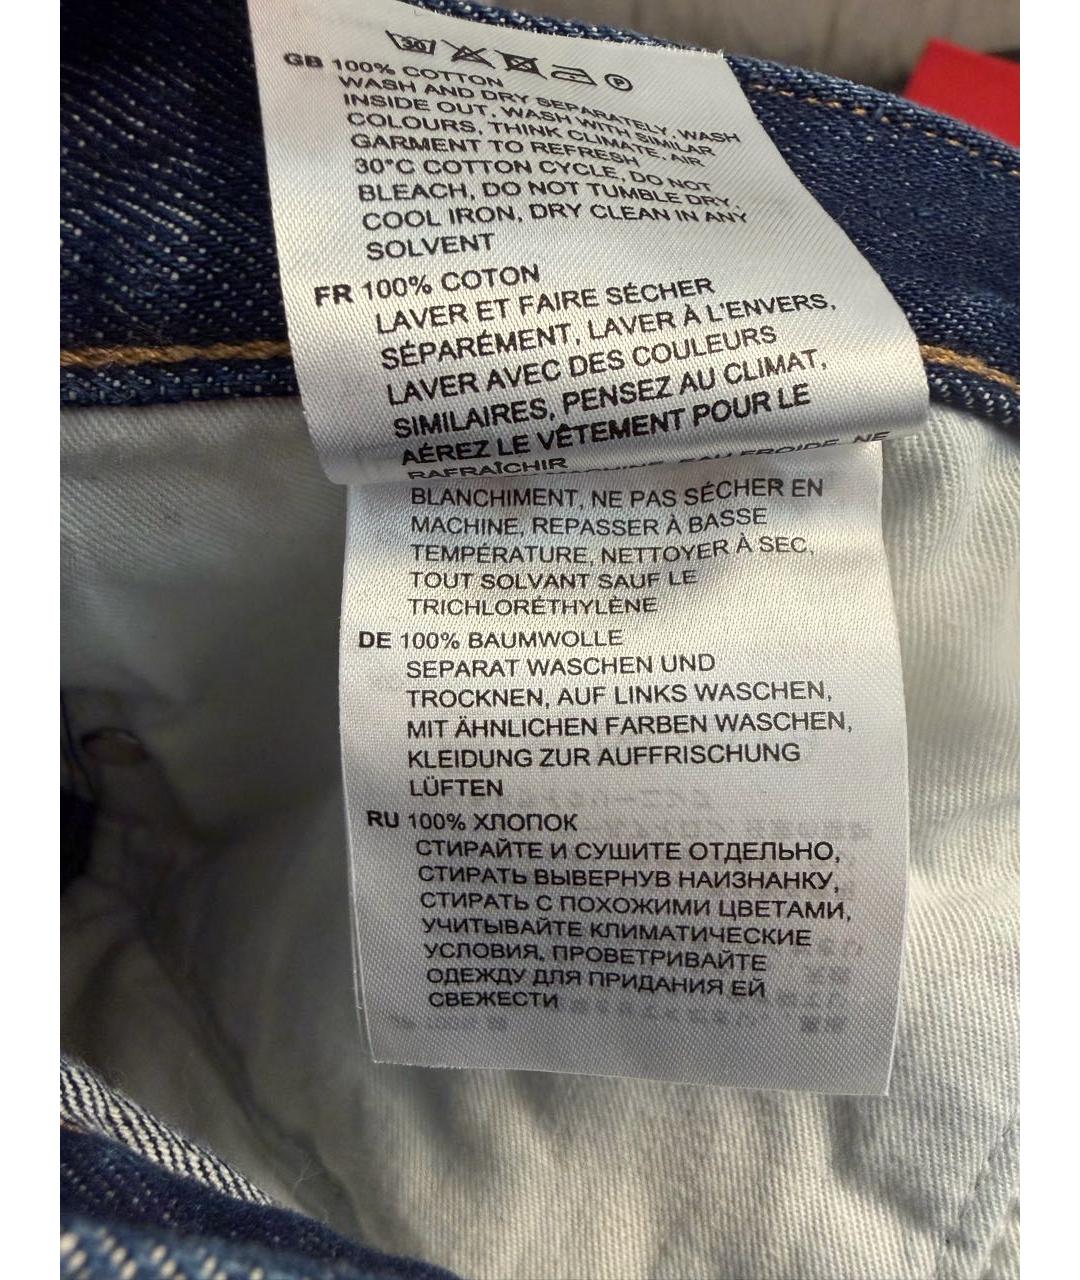 30
P
GB 100% COTTON
WASH AND DRY SEPARATELY, WASH
INSIDE OUT, WASH WITH SIMILAR
COLOURS, THINK CLIMATE, AIR
GARMENT TO REFRESH
30°C COTTON CYCLE, DO NOT
BLEACH, DO NOT TUMBLE DRY,
COOL IRON, DRY CLEAN IN ANY
SOLVENT
FR 100% COTON
LAVER ET FAIRE SÉCHER
SÉPARÉMENT, LAVER À L'ENVERS,
LAVER AVEC DES COULEURS
SIMILAIRES, PENSEZ AU CLIMAT,
AÉREZ LE VÊTEMENT POUR LE
RAFRAÎCHIR
EAU FROIDE, NE
BLANCHIMENT, NE PAS SÉCHER EN
MACHINE, REPASSER À BASSE
TEMPÉRATURE, NETTOYER À SEC,
TOUT SOLVANT SAUF LE
TRICHLORÉTHYLÈNE
DE 100% BAUMWOLLE
SEPARAT WASCHEN UND
TROCKNEN, AUF LINKS WASCHEN,
MIT ÄHNLICHEN FARBEN WASCHEN,
KLEIDUNG ZUR AUFFRISCHUNG
LÜFTEN
RU 100% ХЛОПОК
СТИРАЙТЕ И СУШИТЕ ОТДЕЛЬНО,
СТИРАТЬ ВЫВЕРНУВ НАИЗНАНКУ,
СТИРАТЬ С ПОХОЖИМИ ЦВЕТАМИ,
УЧИТЫВАЙТЕ КЛИМАТИЧЕСКИЕ
УСЛОВИЯ, ПРОВЕТРИВАЙТЕ
ОДЕЖДУ ДЛЯ ПРИДАНИЯ ЕЙ
СВЕЖЕСТИ